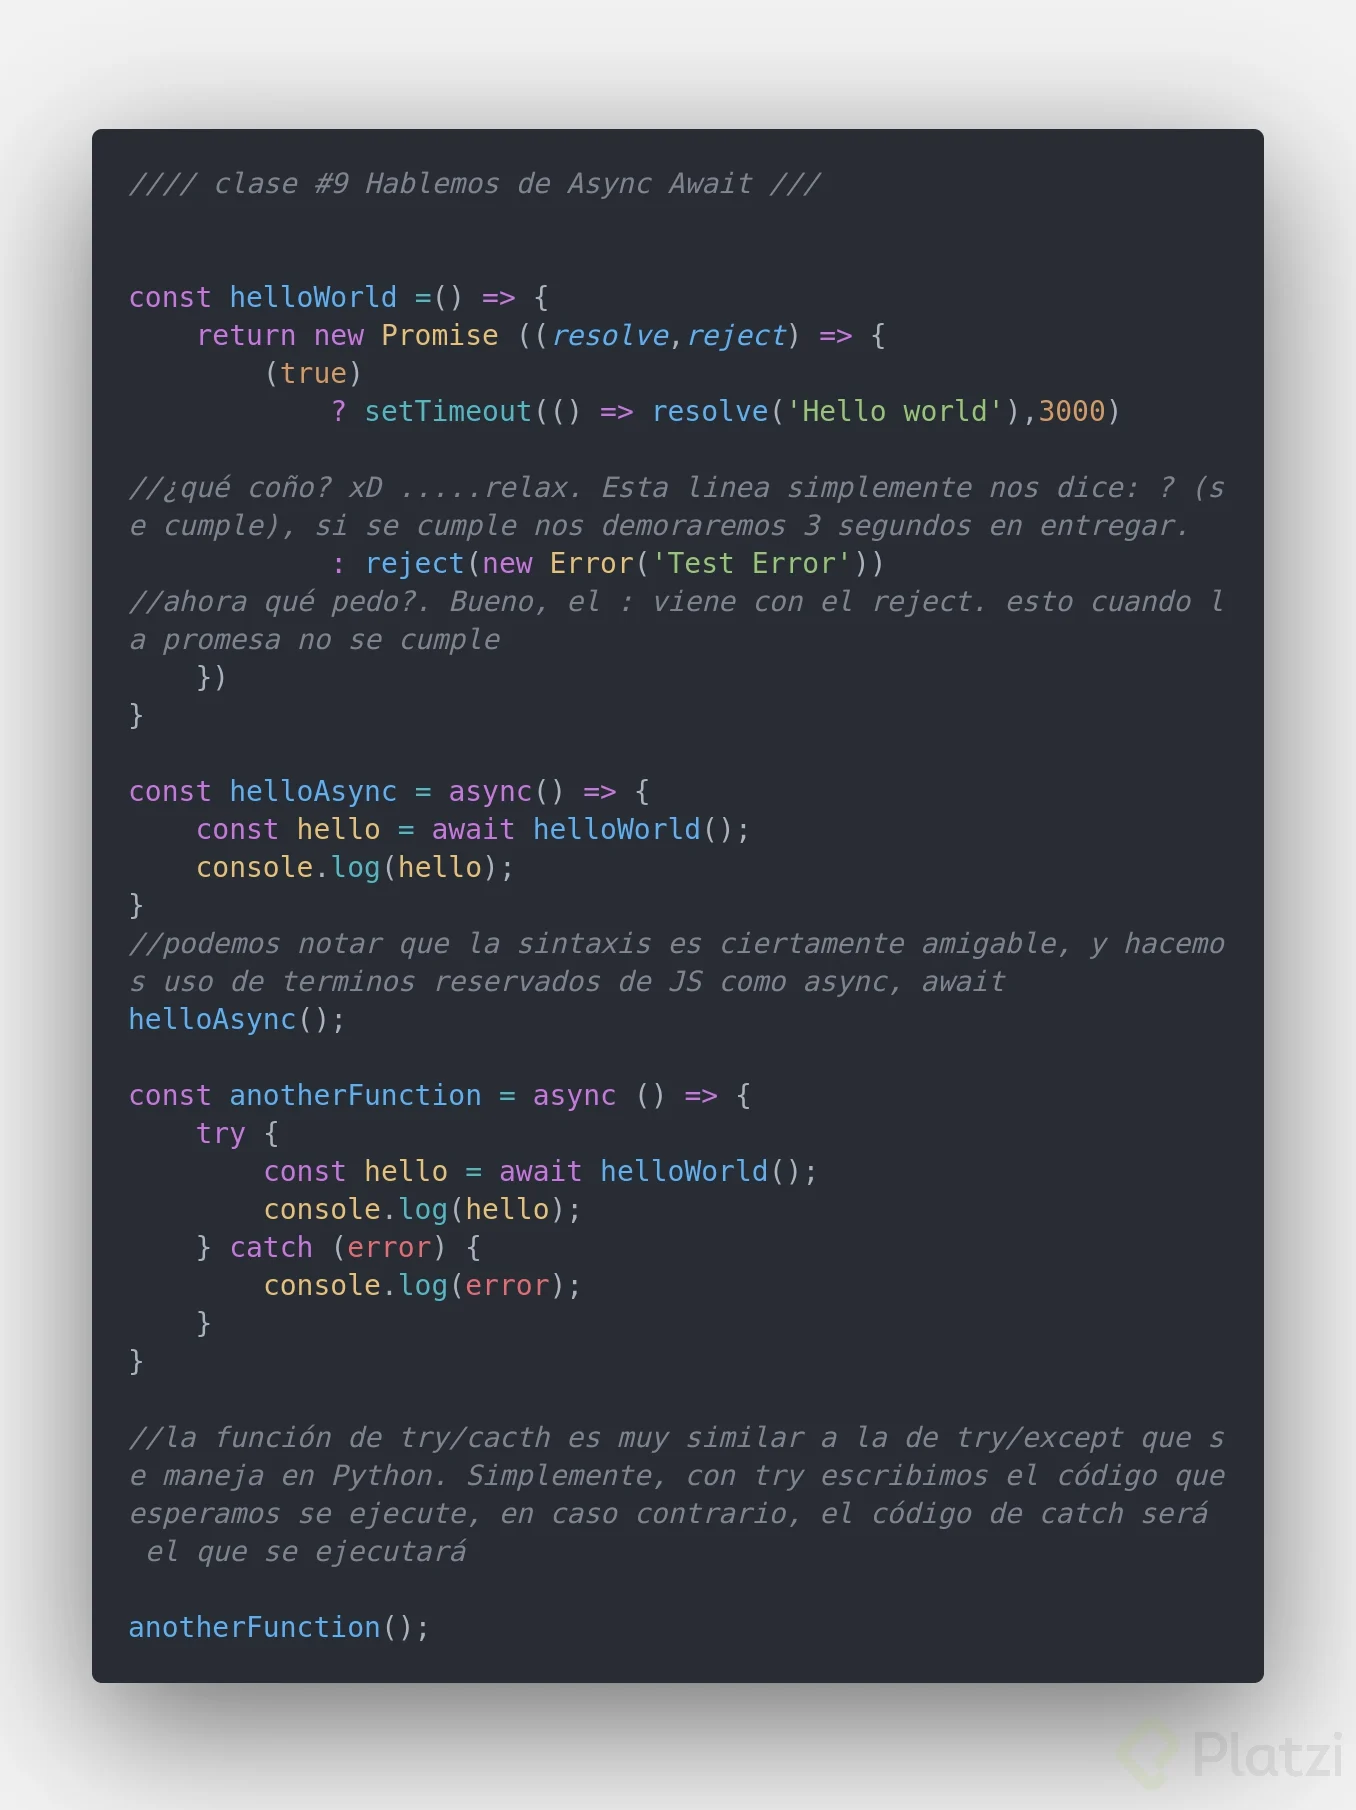 //// clase #9 Hablemos de Async Await ///
const helloWorld =() => {
    return new Promise ((resolve,reject) => {
        (true)
            ? setTimeout(() => resolve('Hello world'),3000)
//¿qué coño? xD .....relax. Esta linea simplemente nos dice: ? (s
e cumple), si se cumple nos demoraremos 3 segundos en entregar.
            : reject(new Error('Test Error'))
//ahora qué pedo?. Bueno, el : viene con el reject. esto cuando l
a promesa no se cumple
    })
}
const helloAsync = async() => {
    const hello = await helloWorld();
    console.log(hello);
}
//podemos notar que la sintaxis es ciertamente amigable, y hacemo
s uso de terminos reservados de JS como async, await
helloAsync();
const anotherFunction = async () => {
    try {
        const hello = await helloWorld();
        console.log(hello);
    } catch (error) {
        console.log(error);
    }
}
//la función de try/cacth es muy similar a la de try/except que s
e maneja en Python. Simplemente, con try escribimos el código que
esperamos se ejecute, en caso contrario, el código de catch será
 el que se ejecutará
anotherFunction();
Platzi